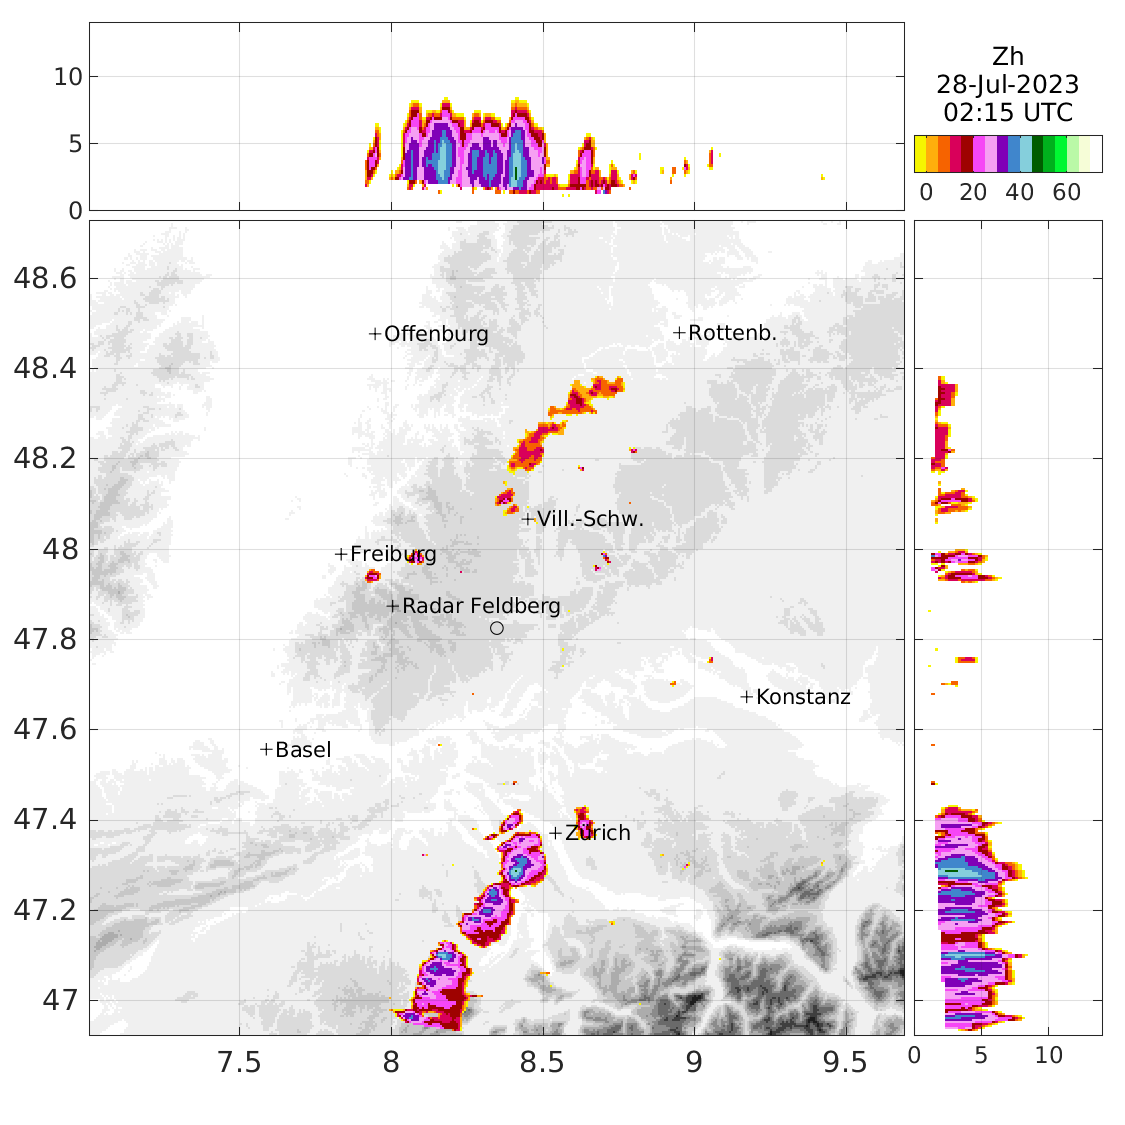 Zh
28-Jul-2023
02:15 UTC
0 20 40 60
10
5
0
48.6
48.4
48.2
48
47.8
47.6
47.4
47.2
47
Offenburg
Rottenb.
Vill.-Schw.
Freiburg
Radar Feldberg
Konstanz
Basel
Zürich
7.5 8 8.5 9 9.5
0 5 10